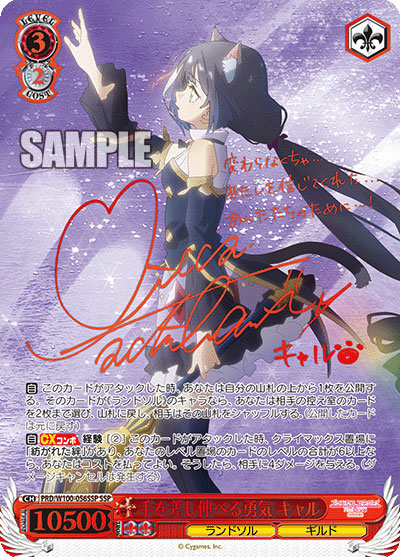 LEVEL
3
2
COST
SAMPLE
変わらなくちゃ…
あたしを信じてくれた…
あんたたちのために…!
キャル
自 このカードがアタックした時、あなたは自分の山札の上から1枚を公開
する。そのカードが《ランドソル》のキャラなら、あなたは相手の控え室のカード
を2枚まで選び、山札に戻し、相手はその山札をシャッフルする。(公開したカード
は元に戻す)
自 CXコンボ 経験 [②] このカードがアタックした時、クライマックス置場に
「紡がれた絆」があり、あなたのレベル置場のカードのレベルの合計が6以上な
ら、あなたはコストを払ってよい。そうしたら、相手に4ダメージを与える。(ダ
メージキャンセルは発生する)
CH PRD/W100-056SSP SSP
手を差し伸べる勇気 キャル
10500
ランドソル
ギルド
© Cygames, Inc.